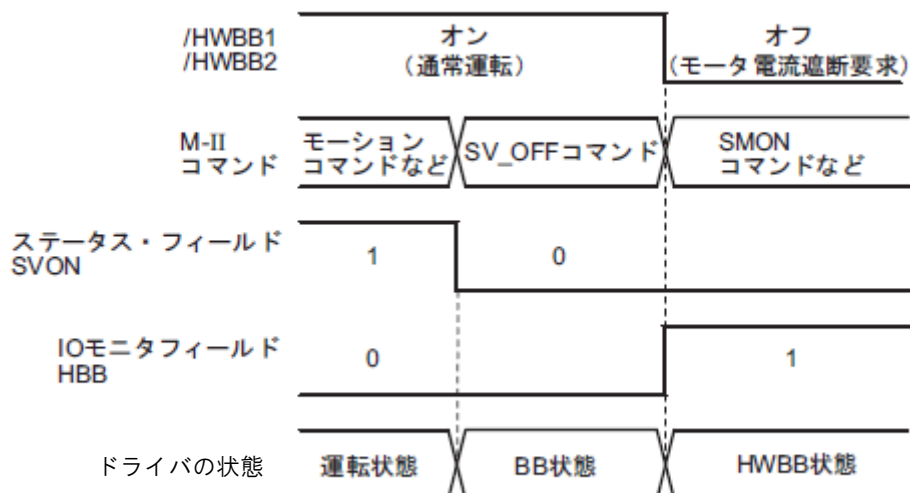 /HWBB1
/HWBB2
オン
(通常運転)
オフ
(モータ電流遮断要求)
M-II
コマンド
モーション
コマンドなど
SV_OFFコマンド
SMON
コマンドなど
ステータス・フィールド
SVON
1
0
IOモニタフィールド
HBB
0
1
ドライバの状態
運転状態
BB状態
HWBB状態